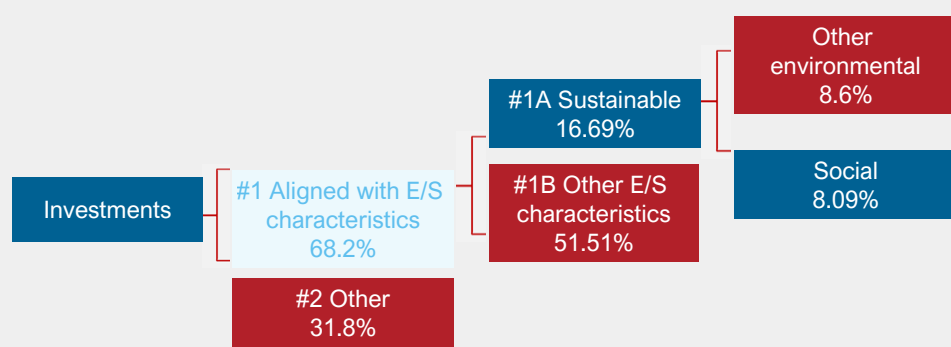 Investments
#1 Aligned with E/S
characteristics
68.2%
#2 Other
31.8%
#1A Sustainable
16.69%
#1B Other E/S
characteristics
51.51%
Other
environmental
8.6%
Social
8.09%